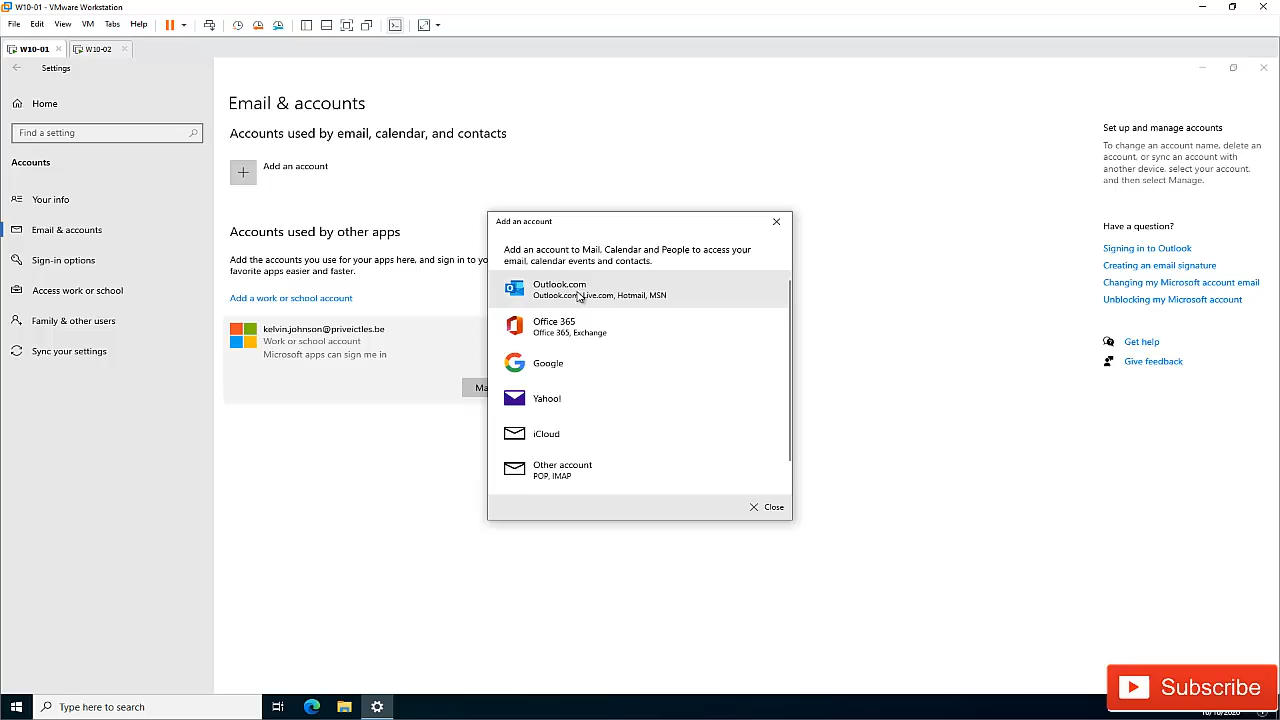 W10-01 - VMware Workstation
File Edit View VM Tabs Help
W10-01 W10-02
Settings
Home
Find a setting
Accounts
Your info
Email & accounts
Sign-in options
Access work or school
Family & other users
Sync your settings
Email & accounts
Accounts used by email, calendar, and contacts
Add an account
Accounts used by other apps
Add the accounts you use for your apps here, and sign in to yo
favorite apps easier and faster.
Add a work or school account
kelvin.johnson@priveictles.be
Work or school account
Microsoft apps can sign me in
Ma
Add an account
Add an account to Mail, Calendar and People to access your
email, calendar events and contacts.
Outlook.com
Outlook.com, Live.com, Hotmail, MSN
Office 365
Office 365, Exchange
Google
Yahoo!
iCloud
Other account
POP, IMAP
Close
Set up and manage accounts
To change an account name, delete an
account, or sync an account with
another device, select your account,
and then select Manage.
Have a question?
Signing in to Outlook
Creating an email signature
Changing my Microsoft account email
Unblocking my Microsoft account
Get help
Give feedback
Type here to search
Subscribe